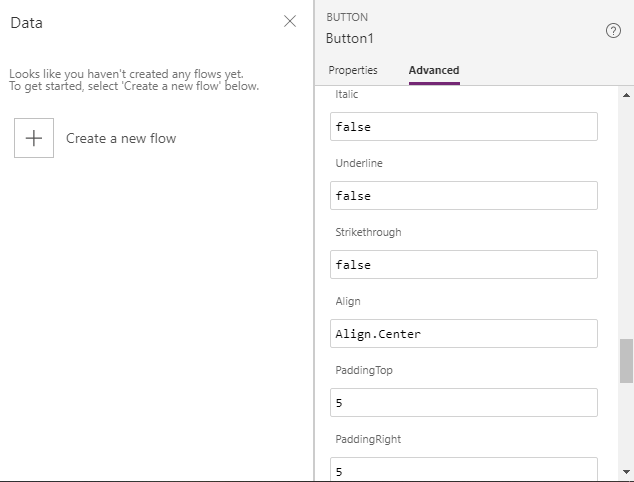 Data
Looks like you haven't created any flows yet.
To get started, select 'Create a new flow' below.
Create a new flow
BUTTON
Button1
?
Properties
Advanced
Italic
false
Underline
false
Strikethrough
false
Align
Align.Center
PaddingTop
5
PaddingRight
5